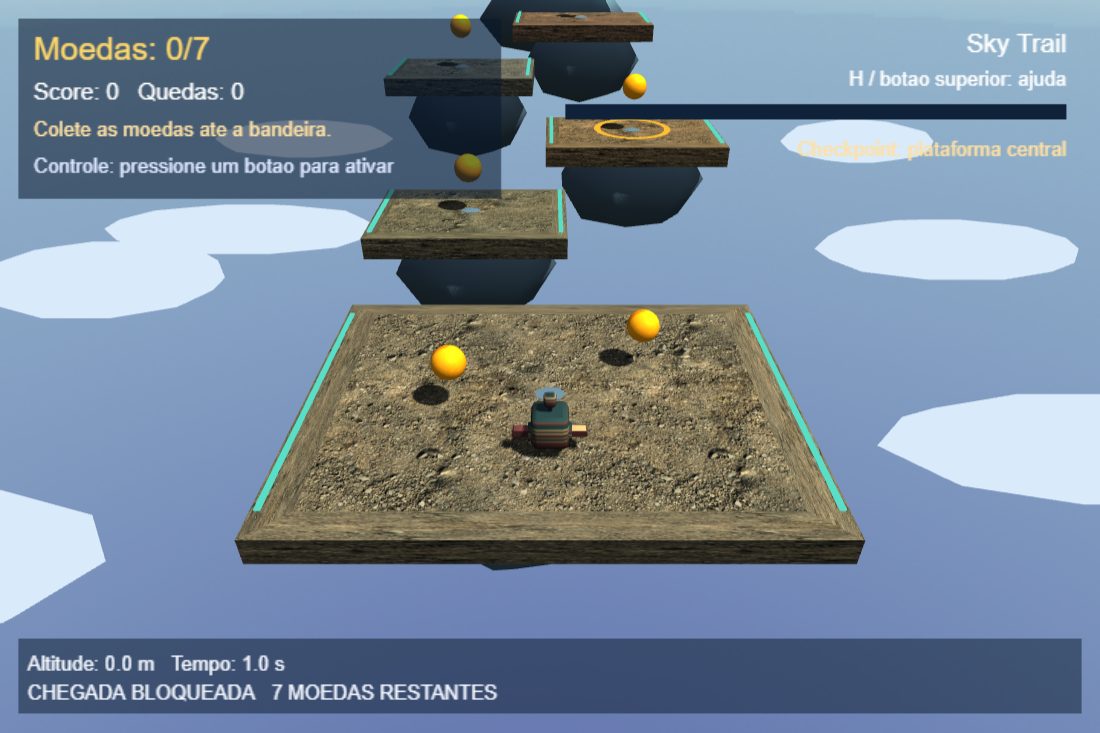 Moedas: 0/7
Score: 0 Quedas: 0
Colete as moedas ate a bandeira.
Controle: pressione um botao para ativar
Sky Trail
H / botao superior: ajuda
Checkpoint: plataforma central
Altitude: 0.0 m Tempo: 1.0 s
CHEGADA BLOQUEADA 7 MOEDAS RESTANTES